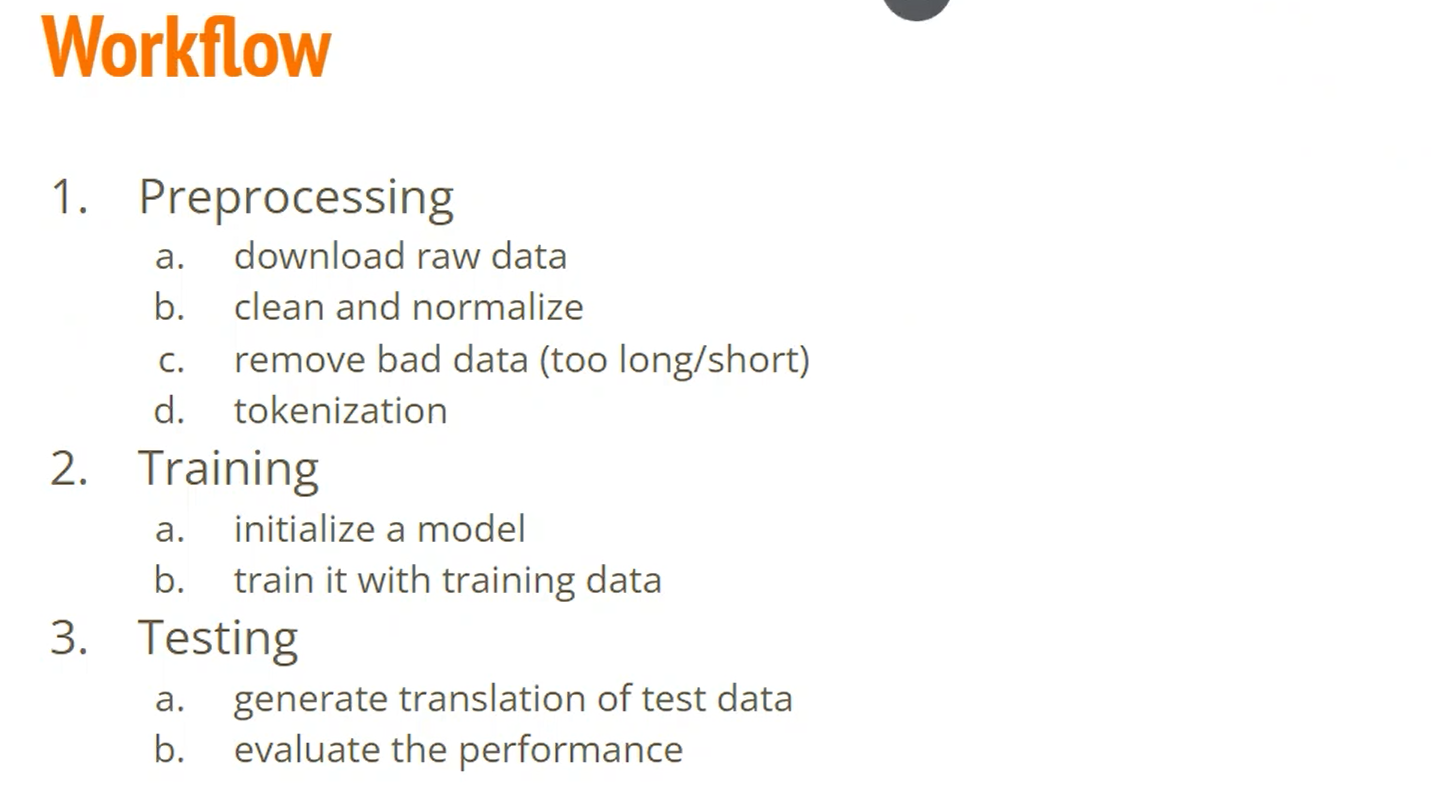 Workflow
1. Preprocessing
a. download raw data
b. clean and normalize
c. remove bad data (too long/short)
d. tokenization
2. Training
a. initialize a model
b. train it with training data
3. Testing
a. generate translation of test data
b. evaluate the performance